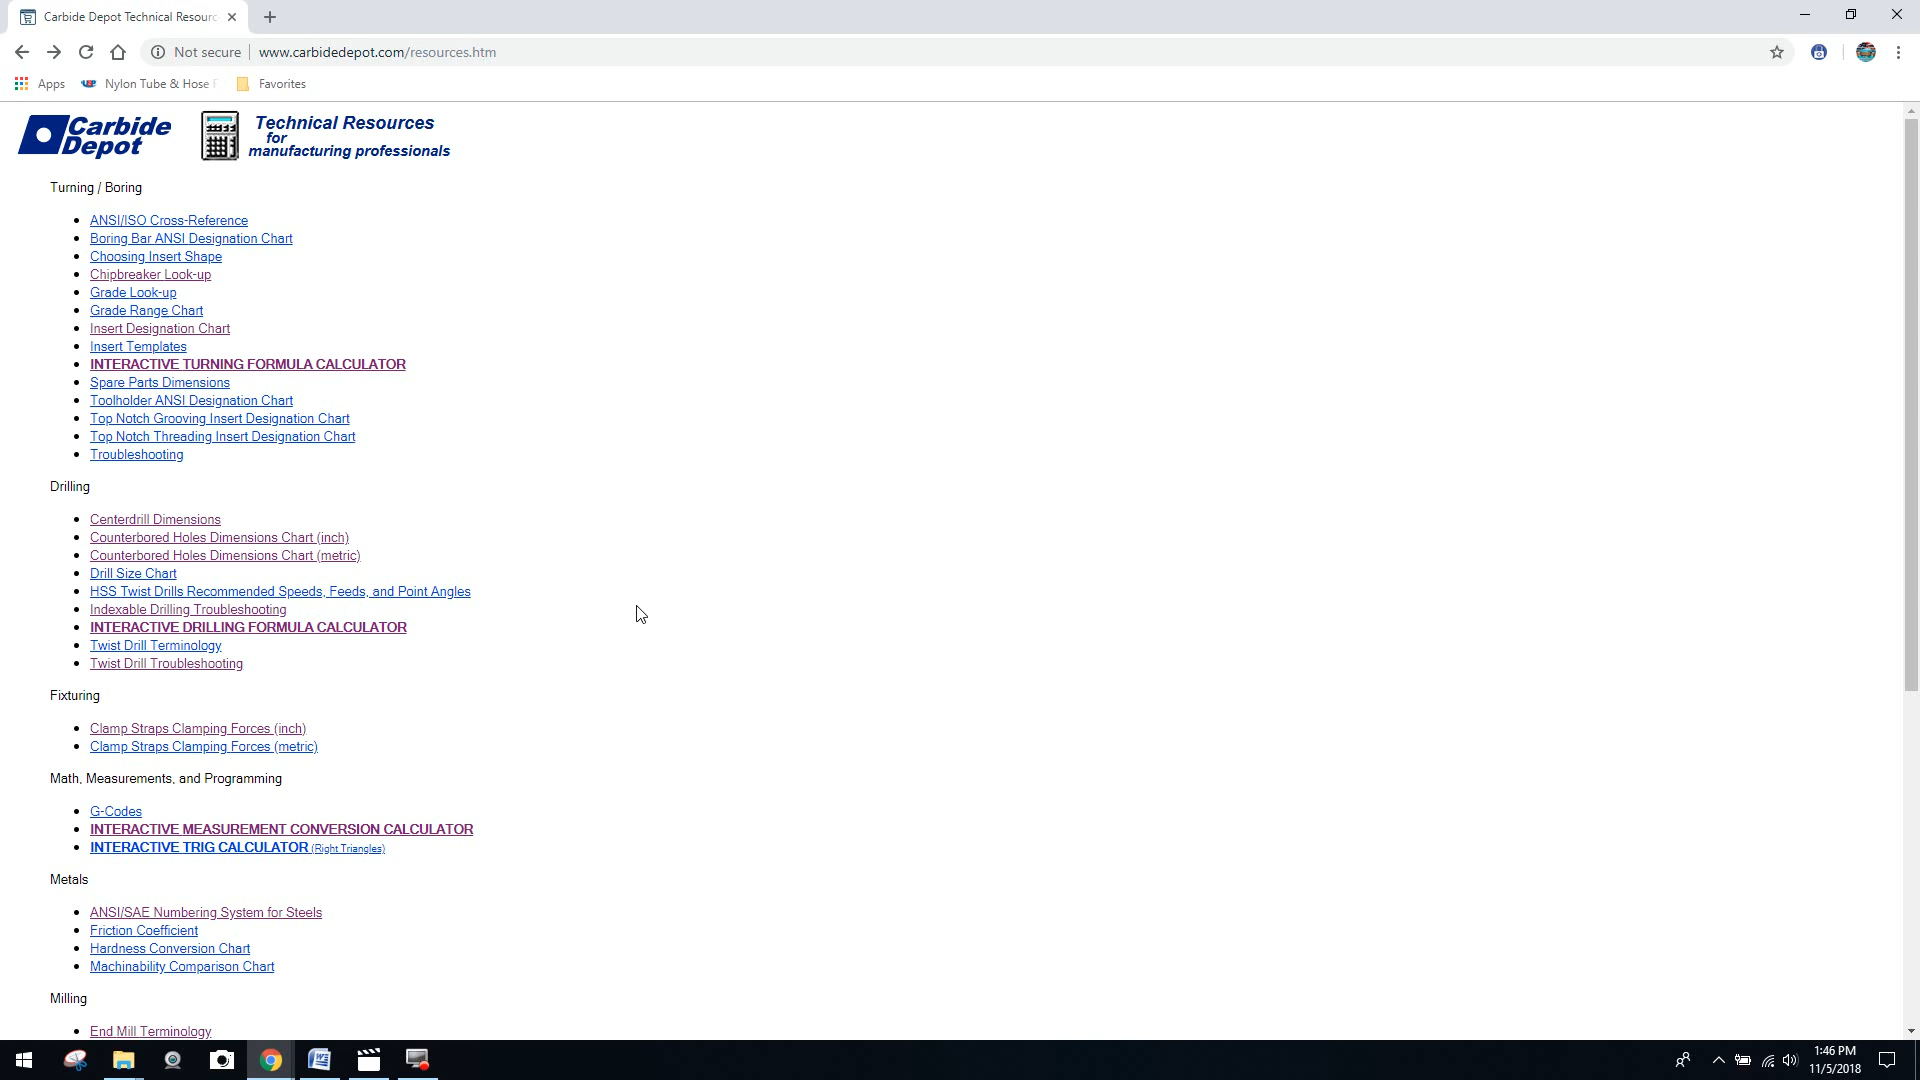 Carbide Depot Technical Resourc
Not secure | www.carbidedepot.com/resources.htm
Apps Nylon Tube & Hose Favorites
Carbide
Depot
Technical Resources
for
manufacturing professionals
Turning / Boring
ANSI/ISO Cross-Reference
Boring Bar ANSI Designation Chart
Choosing Insert Shape
Chipbreaker Look-up
Grade Look-up
Grade Range Chart
Insert Designation Chart
Insert Templates
INTERACTIVE TURNING FORMULA CALCULATOR
Spare Parts Dimensions
Toolholder ANSI Designation Chart
Top Notch Grooving Insert Designation Chart
Top Notch Threading Insert Designation Chart
Troubleshooting
Drilling
Centerdrill Dimensions
Counterbored Holes Dimensions Chart (inch)
Counterbored Holes Dimensions Chart (metric)
Drill Size Chart
HSS Twist Drills Recommended Speeds, Feeds, and Point Angles
Indexable Drilling Troubleshooting
INTERACTIVE DRILLING FORMULA CALCULATOR
Twist Drill Terminology
Twist Drill Troubleshooting
Fixturing
Clamp Straps Clamping Forces (inch)
Clamp Straps Clamping Forces (metric)
Math, Measurements, and Programming
G-Codes
INTERACTIVE MEASUREMENT CONVERSION CALCULATOR
INTERACTIVE TRIG CALCULATOR (Right Triangles)
Metals
ANSI/SAE Numbering System for Steels
Friction Coefficient
Hardness Conversion Chart
Machinability Comparison Chart
Milling
End Mill Terminology
1:46 PM
11/5/2018